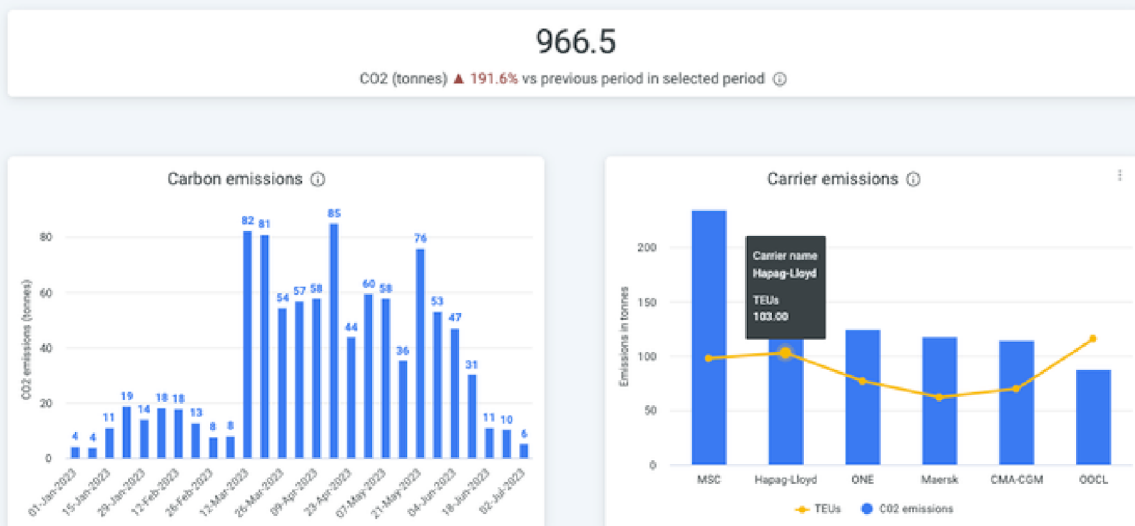 966.5
CO2 (tonnes) ▲ 191.6% vs previous period in selected period
Carbon emissions
CO2 emissions (tonnes)
80
60
40
20
0
4 4 11 19 14 18 18 13 8 8 82 81 54 57 58 85 44 60 58 36 76 53 47 31 11 10 6
01-Jan-2023 15-Jan-2023 29-Jan-2023 12-Feb-2023 26-Feb-2023 12-Mar-2023 26-Mar-2023 09-Apr-2023 23-Apr-2023 07-May-2023 21-May-2023 04-Jun-2023 18-Jun-2023 02-Jul-2023
Carrier emissions
Emissions in tonnes
200
150
100
50
0
Carrier name
Hapag-Lloyd
TEUs
103.00
MSC Hapag-Lloyd ONE Maersk CMA-CGM OOCL
TEUs C02 emissions